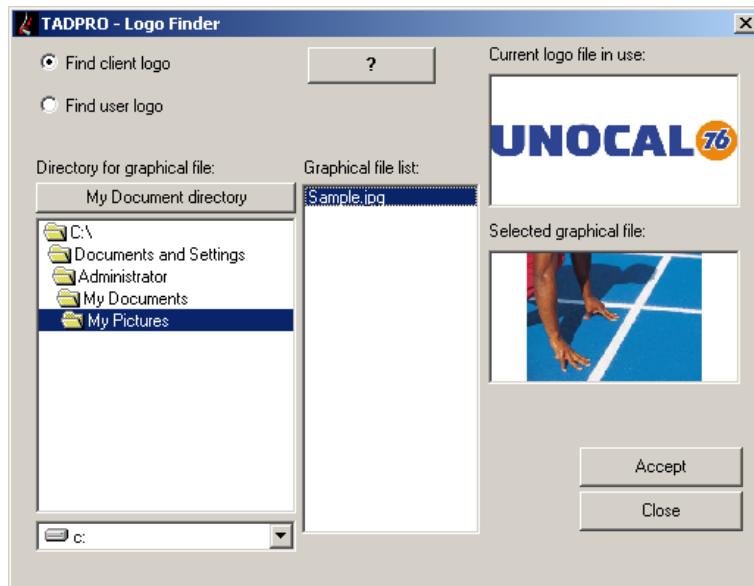 TADPRO - Logo Finder
Find client logo
?
Find user logo
Current logo file in use:
UNOCAL 76
Directory for graphical file:
My Document directory
C:\
Documents and Settings
Administrator
My Documents
My Pictures
c:
Graphical file list:
Sample.jpg
Selected graphical file:
Accept
Close